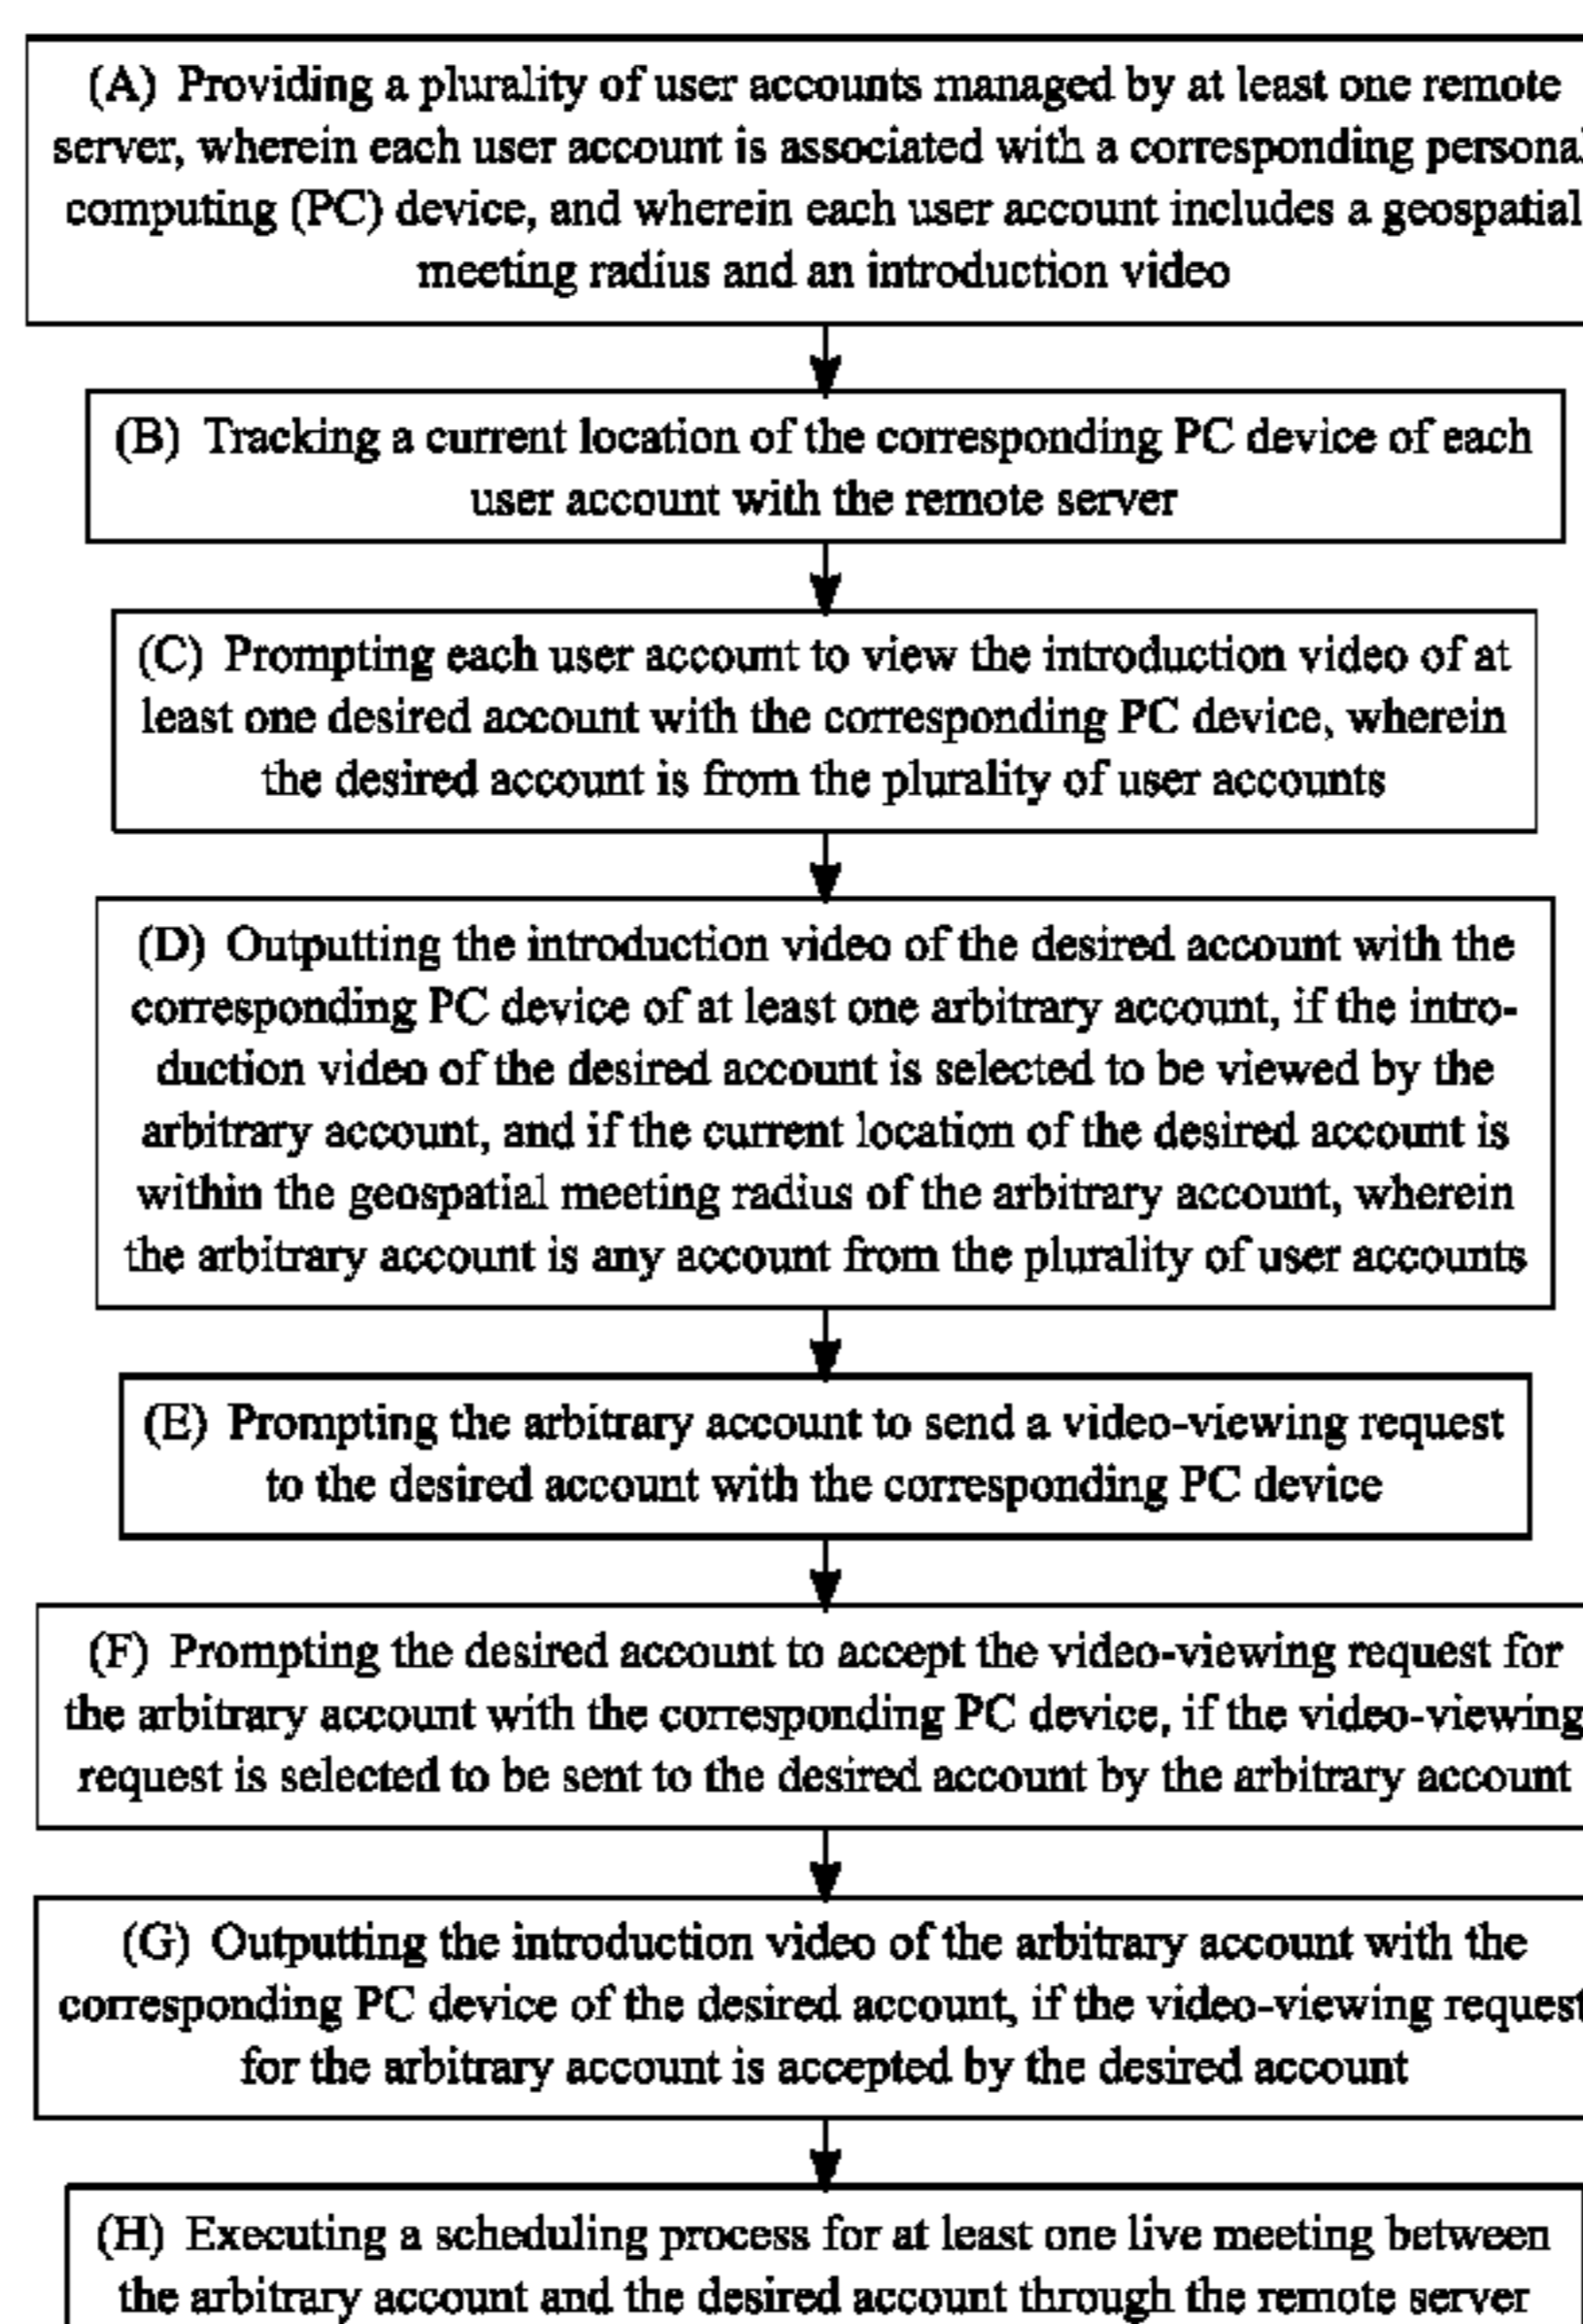 (A) Providing a plurality of user accounts managed by at least one remote
server, wherein each user account is associated with a corresponding personal
computing (PC) device, and wherein each user account includes a geospatial
meeting radius and an introduction video
(B) Tracking a current location of the corresponding PC device of each
user account with the remote server
(C) Prompting each user account to view the introduction video of at
least one desired account with the corresponding PC device, wherein
the desired account is from the plurality of user accounts
(D) Outputting the introduction video of the desired account with the
corresponding PC device of at least one arbitrary account, if the intro-
duction video of the desired account is selected to be viewed by the
arbitrary account, and if the current location of the desired account is
within the geospatial meeting radius of the arbitrary account, wherein
the arbitrary account is any account from the plurality of user accounts
(E) Prompting the arbitrary account to send a video-viewing request
to the desired account with the corresponding PC device
(F) Prompting the desired account to accept the video-viewing request for
the arbitrary account with the corresponding PC device, if the video-viewing
request is selected to be sent to the desired account by the arbitrary account
(G) Outputting the introduction video of the arbitrary account with the
corresponding PC device of the desired account, if the video-viewing request
for the arbitrary account is accepted by the desired account
(H) Executing a scheduling process for at least one live meeting between
the arbitrary account and the desired account through the remote server